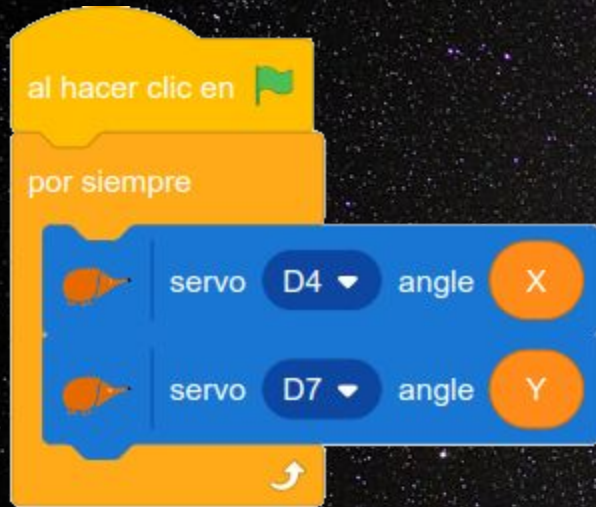 al hacer clic en
por siempre
servo D4 angle X
servo D7 angle Y